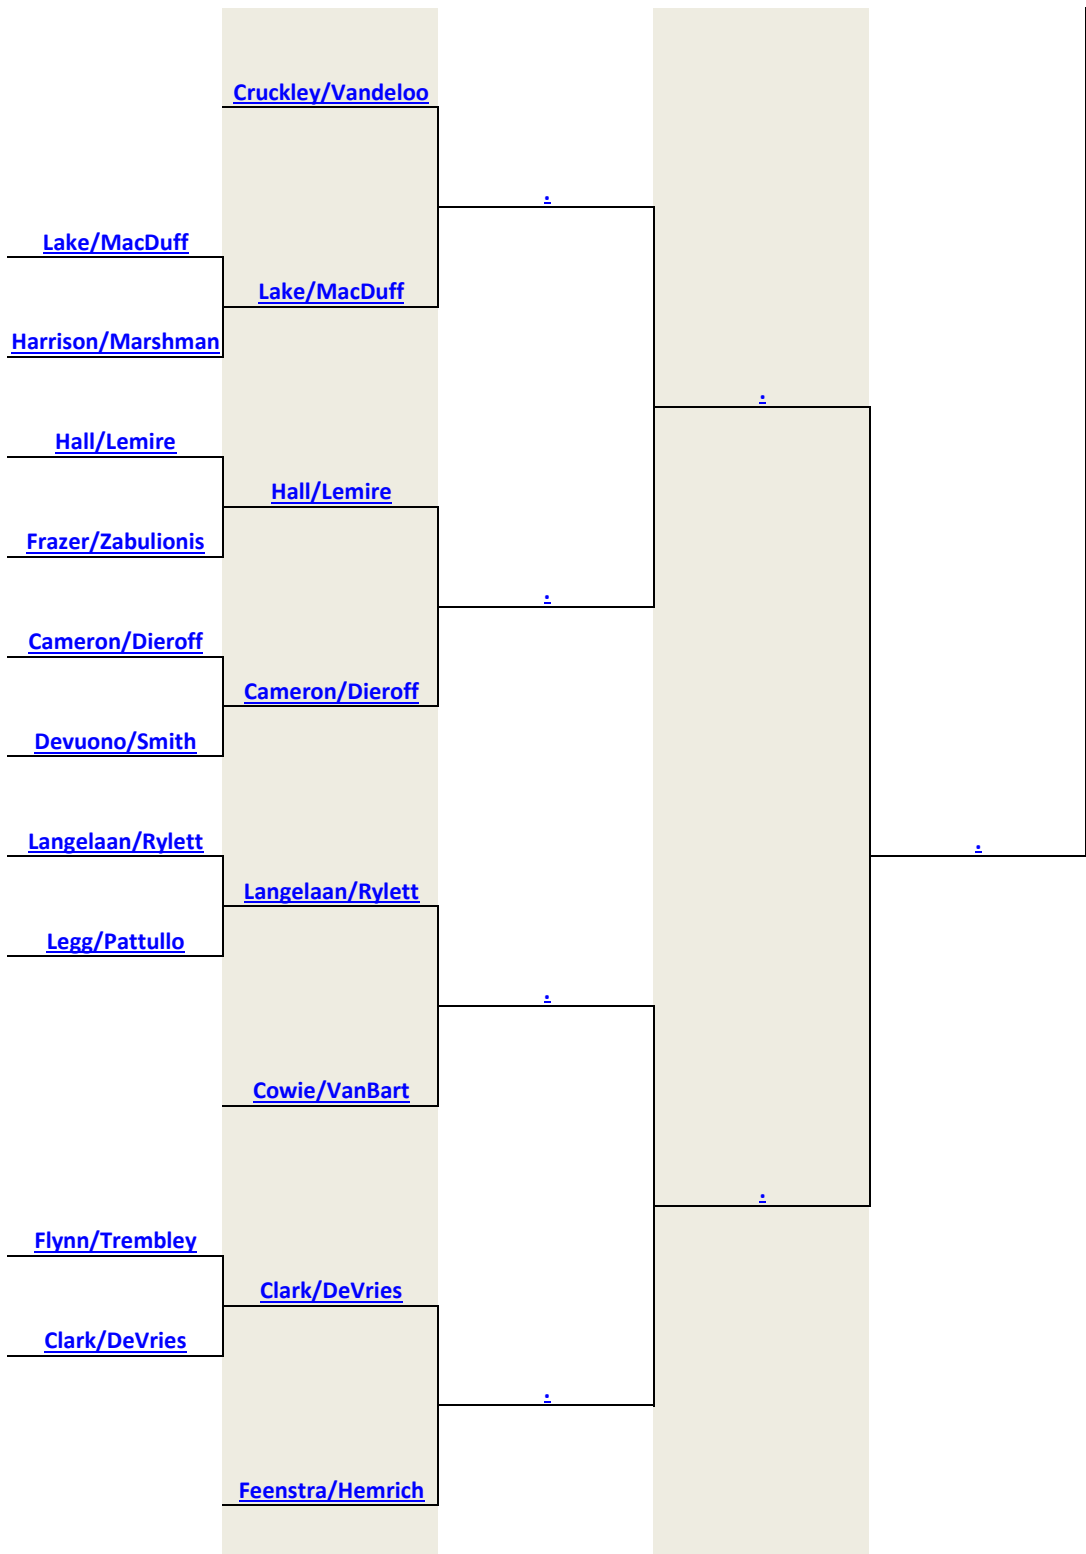 Cruckley/Vandeloo
.
Lake/MacDuff
Lake/MacDuff
Harrison/Marshman
.
Hall/Lemire
Hall/Lemire
Frazer/Zabulionis
.
Cameron/Dieroff
Cameron/Dieroff
Devuono/Smith
Langelaan/Rylett
.
Langelaan/Rylett
Legg/Pattullo
.
Cowie/VanBart
.
Flynn/Trembley
Clark/DeVries
Clark/DeVries
.
Feenstra/Hemrich